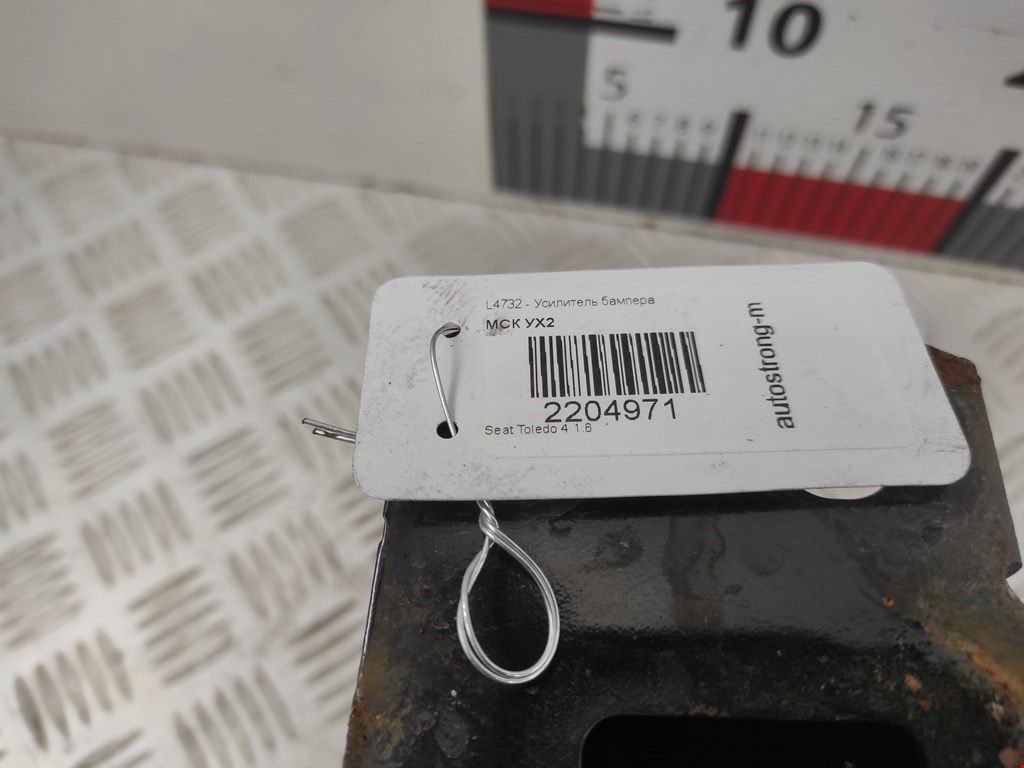 10
5
15
L4732 - Усилитель бампера
МСК УХ2
2204971
Seat Toledo 4 1.6
autostrong-m